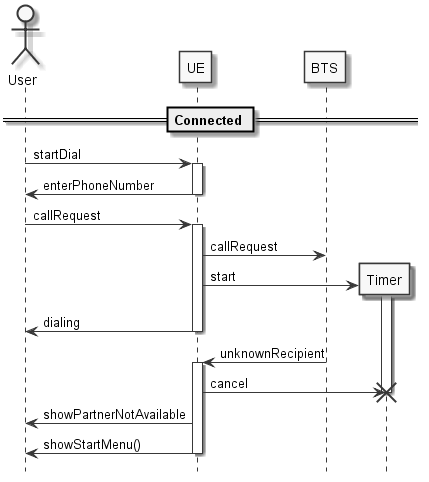 User
UE
BTS
Connected
startDial
enterPhoneNumber
callRequest
callRequest
start
Timer
dialing
unknownRecipient
cancel
showPartnerNotAvailable
showStartMenu()